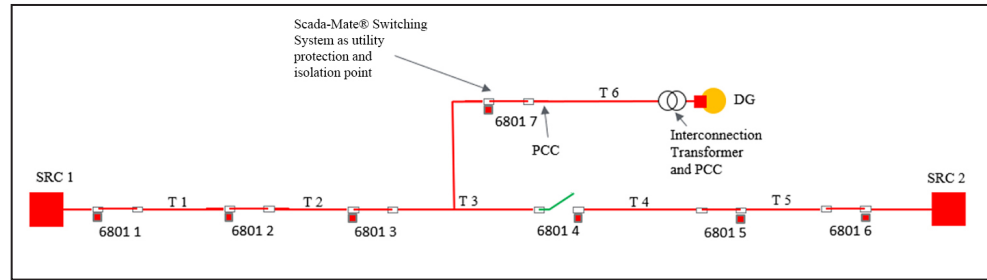 Scada-Mate® Switching
System as utility
protection and
isolation point
T 6
DG
6801 7
PCC
Interconnection
Transformer
and PCC
SRC 1
SRC 2
T 1
T 2
T 3
T 4
T 5
6801 1
6801 2
6801 3
6801 4
6801 5
6801 6